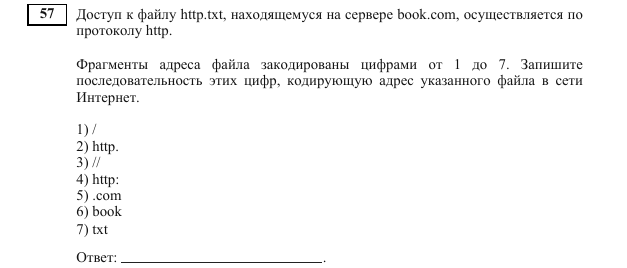 57
Доступ к файлу http.txt, находящемуся на сервере book.com, осуществляется по
протоколу http.
Фрагменты адреса файла закодированы цифрами от 1 до 7. Запишите
последовательность этих цифр, кодирующую адрес указанного файла в сети
Интернет.
1) /
2) http.
3) //
4) http:
5) .com
6) book
7) txt
Ответ: ______________________________.